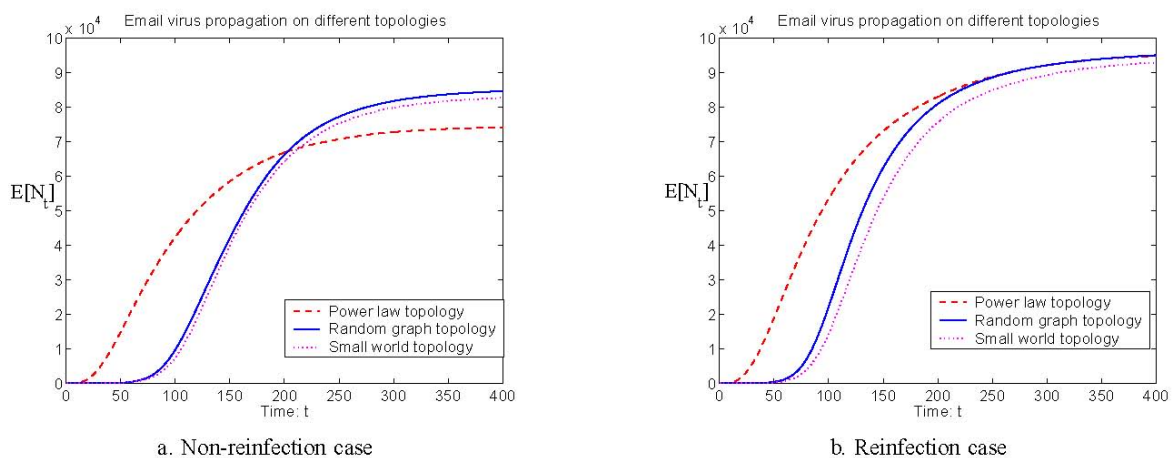 Email virus propagation on different topologies
x 10^4
10
9
8
7
6
5
4
3
2
1
0
E[N_t]
Power law topology
Random graph topology
Small world topology
0 50 100 150 200 250 300 350 400
Time: t
a. Non-reinfection case
Email virus propagation on different topologies
x 10^4
10
9
8
7
6
5
4
3
2
1
0
E[N_t]
Power law topology
Random graph topology
Small world topology
0 50 100 150 200 250 300 350 400
Time: t
b. Reinfection case